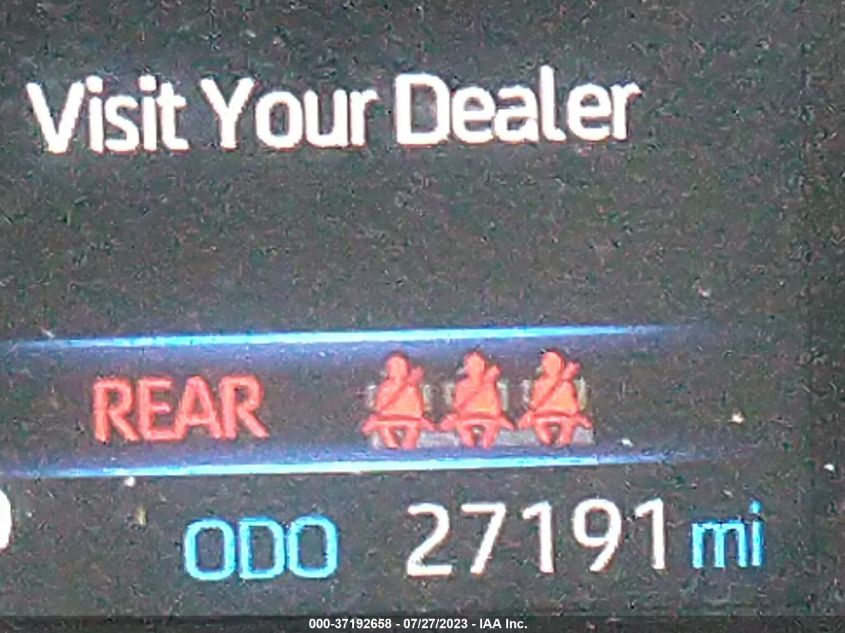 Visit Your Dealer
REAR
ODO 27191 mi
000-37192658 - 07/27/2023 - IAA Inc.